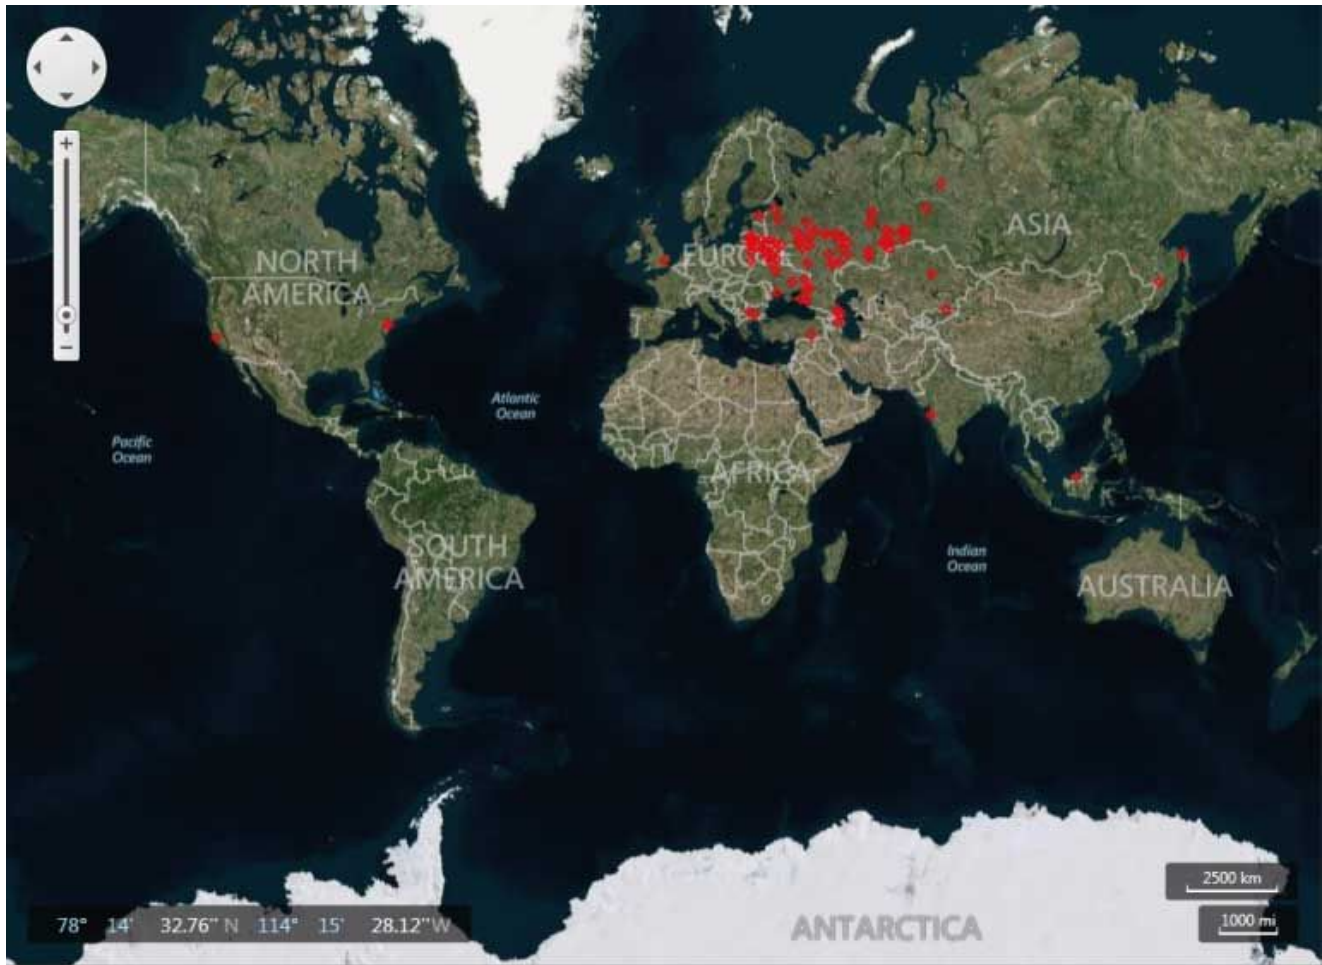 +
−
NORTH
AMERICA
EUROPE
ASIA
Atlantic
Ocean
Pacific
Ocean
AFRICA
SOUTH
AMERICA
Indian
Ocean
AUSTRALIA
2500 km
1000 mi
78° 14' 32.76" N 114° 15' 28.12" W
ANTARCTICA